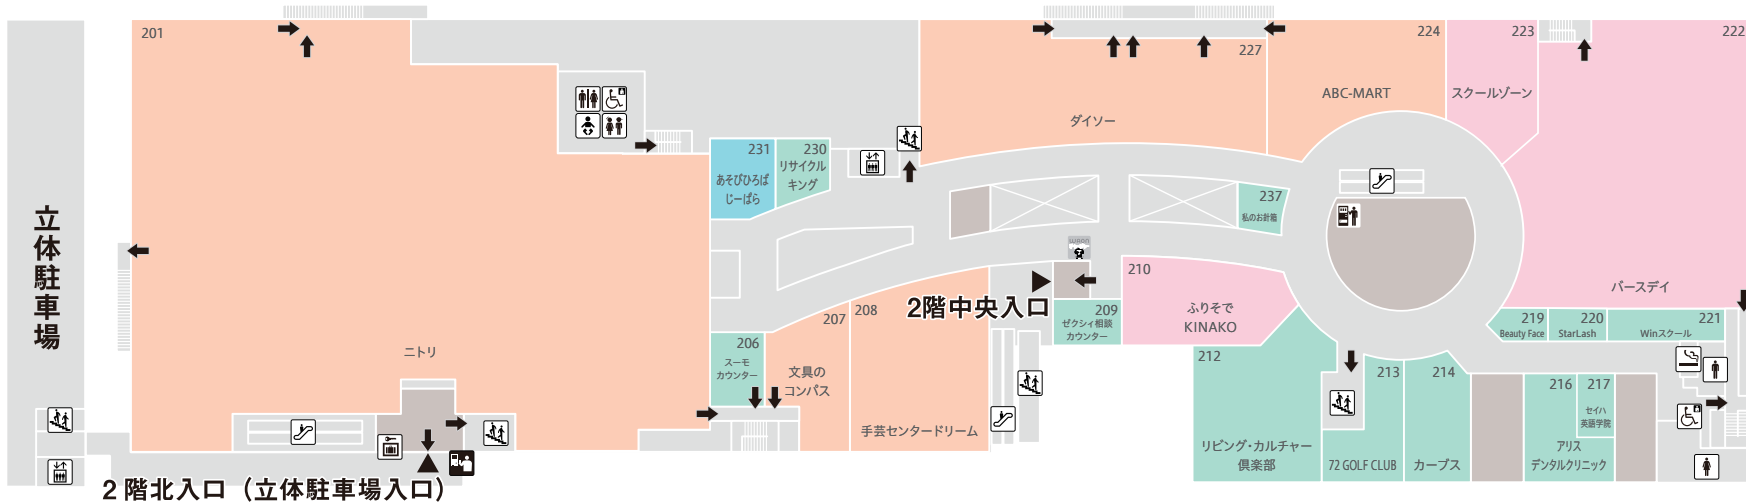 201
立体駐車場
ニトリ
2階北入口（立体駐車場入口）
231
あそびひろば
じーぱら
230
リサイクル
キング
206
スーモ
カウンター
207
文具の
コンパス
208
手芸センタードリーム
2階中央入口
227
ダイソー
224
ABC-MART
223
スクールゾーン
222
バースデイ
237
私のお針箱
209
ゼクシィ相談
カウンター
210
ふりそで
KINAKO
212
リビング・カルチャー
倶楽部
213
72 GOLF CLUB
214
カーブス
216
アリス
デンタルクリニック
217
セイハ
英語学院
219
Beauty Face
220
StarLash
221
Winスクール